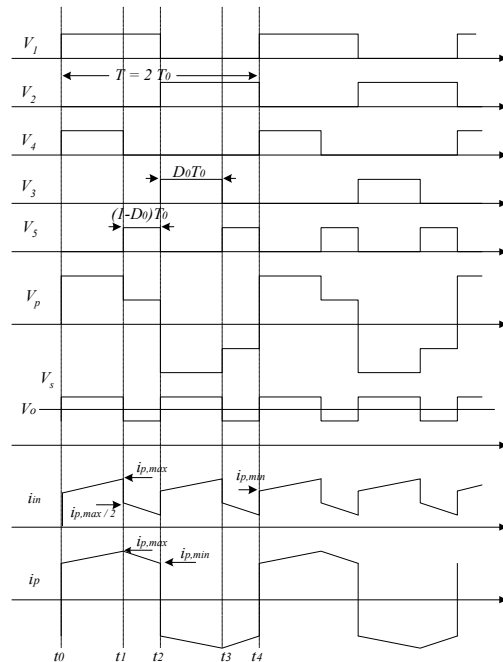 V1
T = 2 T0
V2
V4
D0T0
V3
(1-D0)T0
V5
Vp
Vs
Vo
ip,max
ip,min
iin
ip,max / 2
ip,max
ip,min
ip
t0 t1 t2 t3 t4